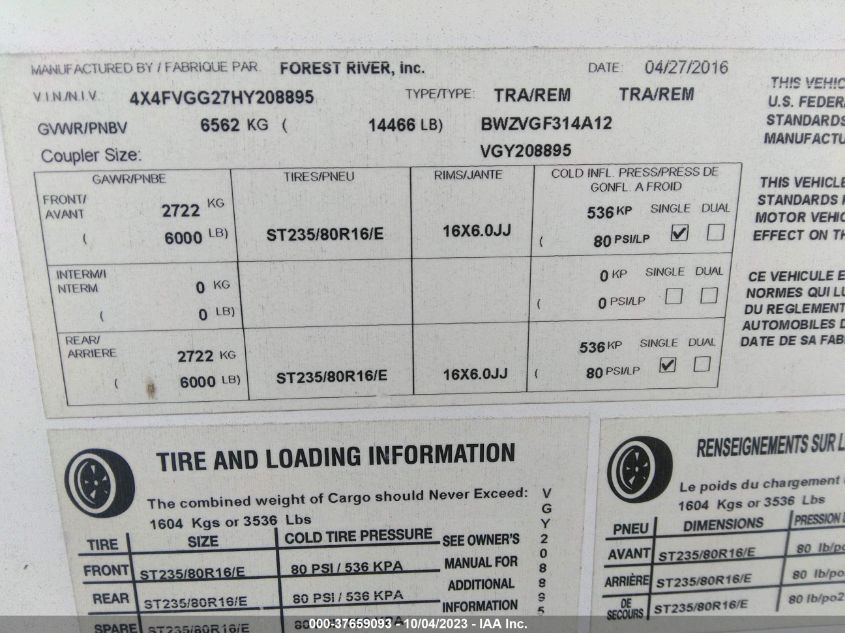 MANUFACTURED BY / FABRIQUE PAR FOREST RIVER, inc. DATE: 04/27/2016
V.I.N./N.I.V. 4X4FVGG27HY208895 TYPE/TYPE: TRA/REM TRA/REM
GVWR/PNBV 6562 KG ( 14466 LB) BWZVGF314A12
Coupler Size: VGY208895
GAWR/PNBE TIRES/PNEU RIMS/JANTE COLD INFL. PRESS/PRESS DE
GONFL. A FROID
FRONT/
AVANT 2722 KG 536 KP SINGLE DUAL
( 6000 LB) ST235/80R16/E 16X6.0JJ ( 80 PSI/LP
INTERM/I
NTERM 0 KG 0 KP SINGLE DUAL
( 0 LB) ( 0 PSI/LP
REAR/
ARRIERE 2722 KG 536 KP SINGLE DUAL
( 6000 LB) ST235/80R16/E 16X6.0JJ ( 80 PSI/LP
THIS VEHIC
U.S. FEDERA
STANDARDS
MANUFACTU
THIS VEHICLE
STANDARDS
MOTOR VEHIC
EFFECT ON TH
CE VEHICULE E
NORMES QUI LU
DU REGLEMENT
AUTOMOBILES D
DATE DE SA FAB
TIRE AND LOADING INFORMATION
The combined weight of Cargo should Never Exceed:
1604 Kgs or 3536 Lbs
TIRE SIZE COLD TIRE PRESSURE
FRONT ST235/80R16/E 80 PSI / 536 KPA
REAR ST235/80R16/E 80 PSI / 536 KPA
SPARE ST235/80R16/E
SEE OWNER'S
MANUAL FOR
ADDITIONAL
INFORMATION
VGY208895
RENSEIGNEMENTS SUR L
Le poids du chargement
1604 Kgs or 3536 Lbs
PNEU DIMENSIONS PRESSION
AVANT ST235/80R16/E 80 lb/po
ARRIÈRE ST235/80R16/E 80 lb/po
DE
SECOURS ST235/80R16/E 80 lb/po2
000-37659093 - 10/04/2023 - IAA Inc.